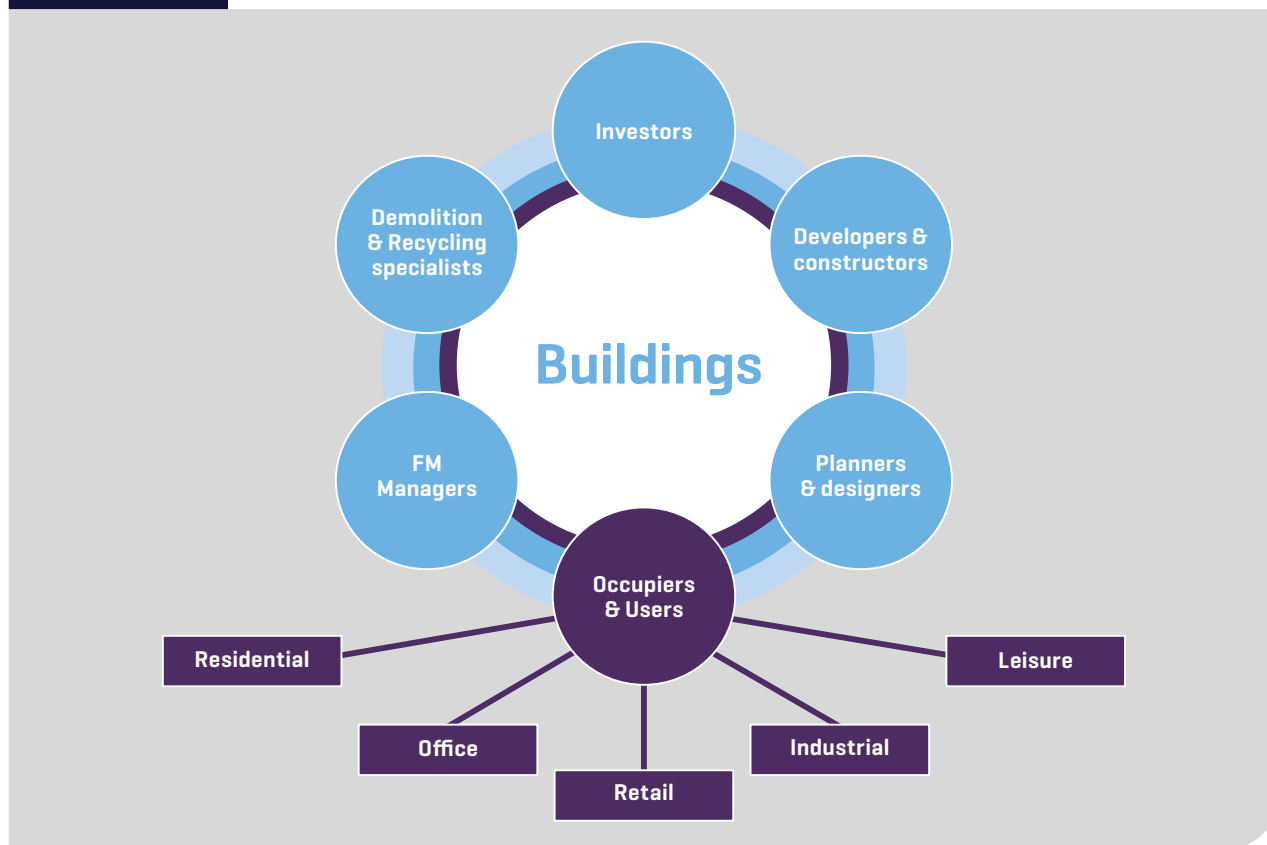 Investors
Demolition
& Recycling
specialists
Developers &
constructors
Buildings
FM
Managers
Planners
& designers
Occupiers
& Users
Residential
Leisure
Office
Industrial
Retail